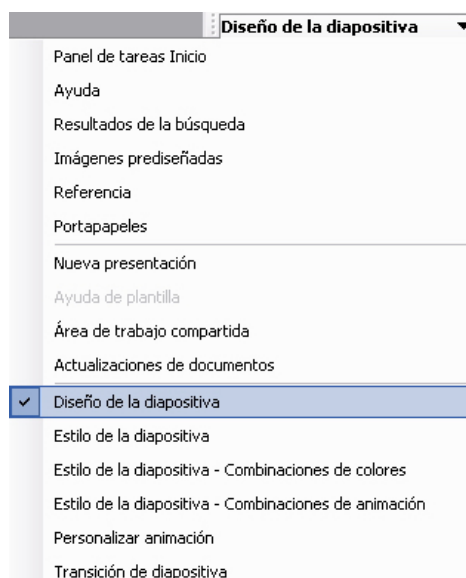 Diseño de la diapositiva
Panel de tareas Inicio
Ayuda
Resultados de la búsqueda
Imágenes prediseñadas
Referencia
Portapapeles
Nueva presentación
Ayuda de plantilla
Área de trabajo compartida
Actualizaciones de documentos
Diseño de la diapositiva
Estilo de la diapositiva
Estilo de la diapositiva - Combinaciones de colores
Estilo de la diapositiva - Combinaciones de animación
Personalizar animación
Transición de diapositiva